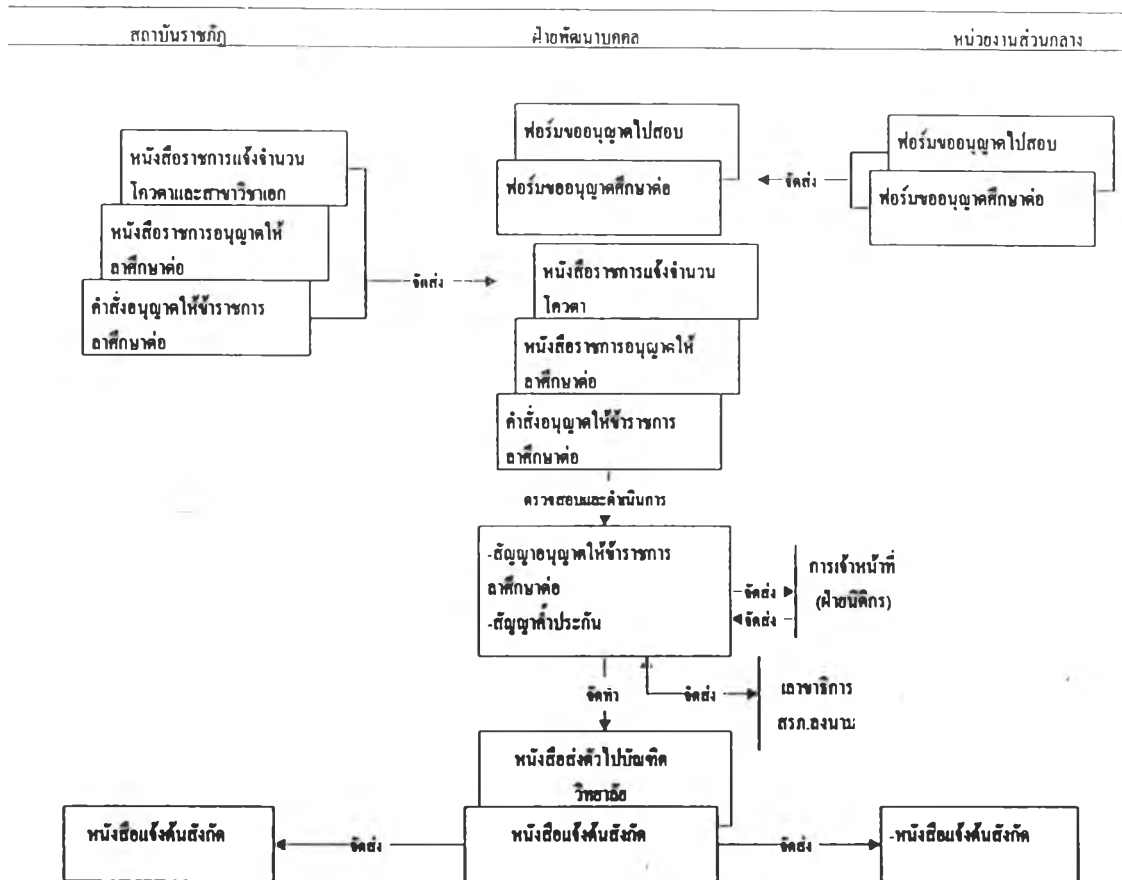 สถาบันราชภัฏ
ฝ่ายพัฒนาบุคคล
หน่วยงานส่วนกลาง
หนังสือราชการแจ้งจำนวน
โควตาและสาขาวิชาเอก
หนังสือราชการอนุญาตให้
ลาศึกษาต่อ
คำสั่งอนุญาตให้ข้าราชการ
ลาศึกษาต่อ
จัดส่ง
ฟอร์มขออนุญาตไปสอบ
ฟอร์มขออนุญาตศึกษาต่อ
จัดส่ง
ฟอร์มขออนุญาตไปสอบ
ฟอร์มขออนุญาตศึกษาต่อ
หนังสือราชการแจ้งจำนวน
โควตา
หนังสือราชการอนุญาตให้
ลาศึกษาต่อ
คำสั่งอนุญาตให้ข้าราชการ
ลาศึกษาต่อ
ตรวจสอบและดำเนินการ
-สัญญาอนุญาตให้ข้าราชการ
ลาศึกษาต่อ
-สัญญาค้ำประกัน
จัดส่ง
จัดส่ง
การเจ้าหน้าที่
(ฝ่ายนิติกร)
จัดทำ
จัดส่ง
เลขาธิการ
สรภ.ลงนาม
หนังสือส่งตัวไปบัณฑิต
วิทยาลัย
หนังสือแจ้งต้นสังกัด
จัดส่ง
หนังสือแจ้งต้นสังกัด
จัดส่ง
-หนังสือแจ้งต้นสังกัด